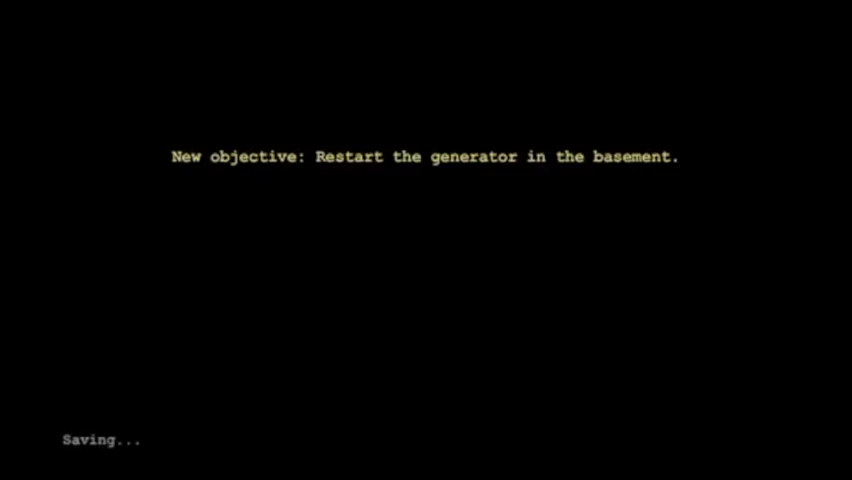 New objective: Restart the generator in the basement.
Saving...